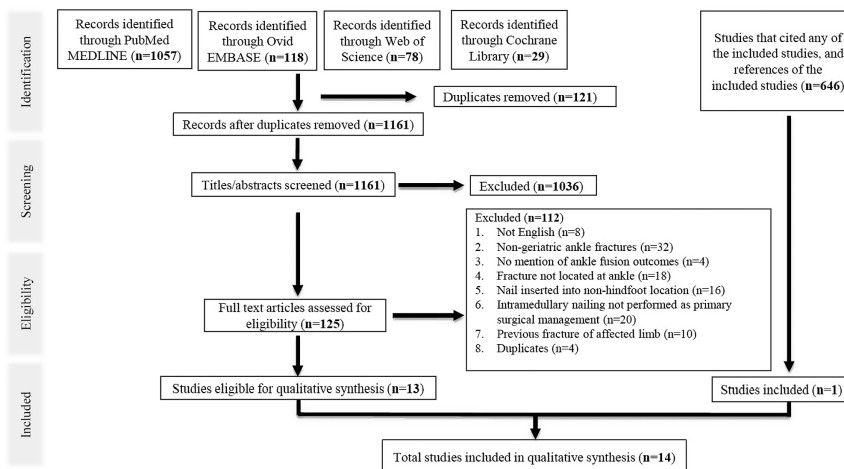 Identification
Records identified
through PubMed
MEDLINE (n=1057)
Records identified
through Ovid
EMBASE (n=118)
Records identified
through Web of
Science (n=78)
Records identified
through Cochrane
Library (n=29)
Studies that cited any of
the included studies, and
references of the
included studies (n=646)
Duplicates removed (n=121)
Records after duplicates removed (n=1161)
Screening
Titles/abstracts screened (n=1161)
Excluded (n=1036)
Eligibility
Full text articles assessed for
eligibility (n=125)
Excluded (n=112)
1. Not English (n=8)
2. Non-geriatric ankle fractures (n=32)
3. No mention of ankle fusion outcomes (n=4)
4. Fracture not located at ankle (n=18)
5. Nail inserted into non-hindfoot location (n=16)
6. Intramedullary nailing not performed as primary
surgical management (n=20)
7. Previous fracture of affected limb (n=10)
8. Duplicates (n=4)
Included
Studies eligible for qualitative synthesis (n=13)
Studies included (n=1)
Total studies included in qualitative synthesis (n=14)